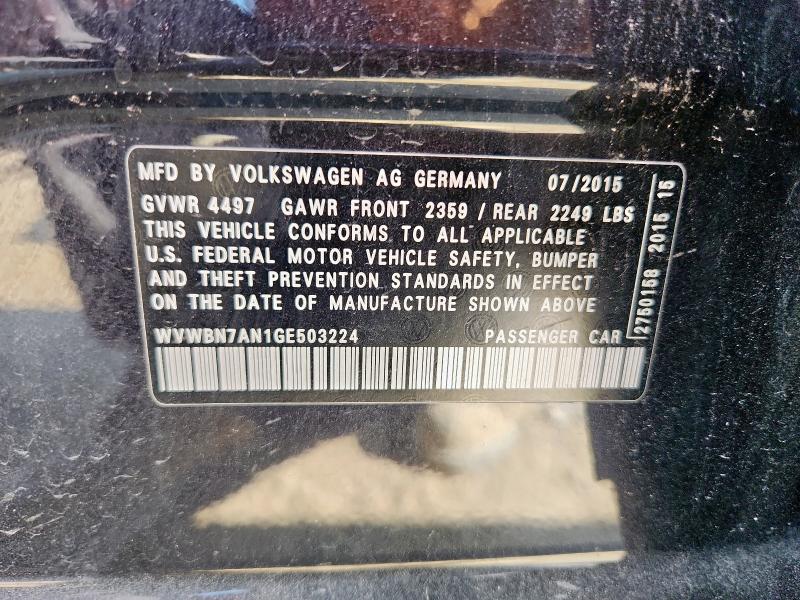 MFD BY VOLKSWAGEN AG GERMANY 07/2015
GVWR 4497 GAWR FRONT 2359 / REAR 2249 LBS
THIS VEHICLE CONFORMS TO ALL APPLICABLE
U.S. FEDERAL MOTOR VEHICLE SAFETY, BUMPER
AND THEFT PREVENTION STANDARDS IN EFFECT
ON THE DATE OF MANUFACTURE SHOWN ABOVE
WVWBN7AN1GE503224 PASSENGER CAR
2750158 2015 15